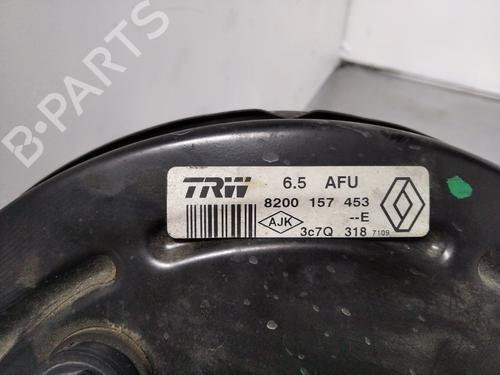 B-PARTS
TRW 6.5 AFU
8200 157 453
AJK --E
3c7Q 318 7109